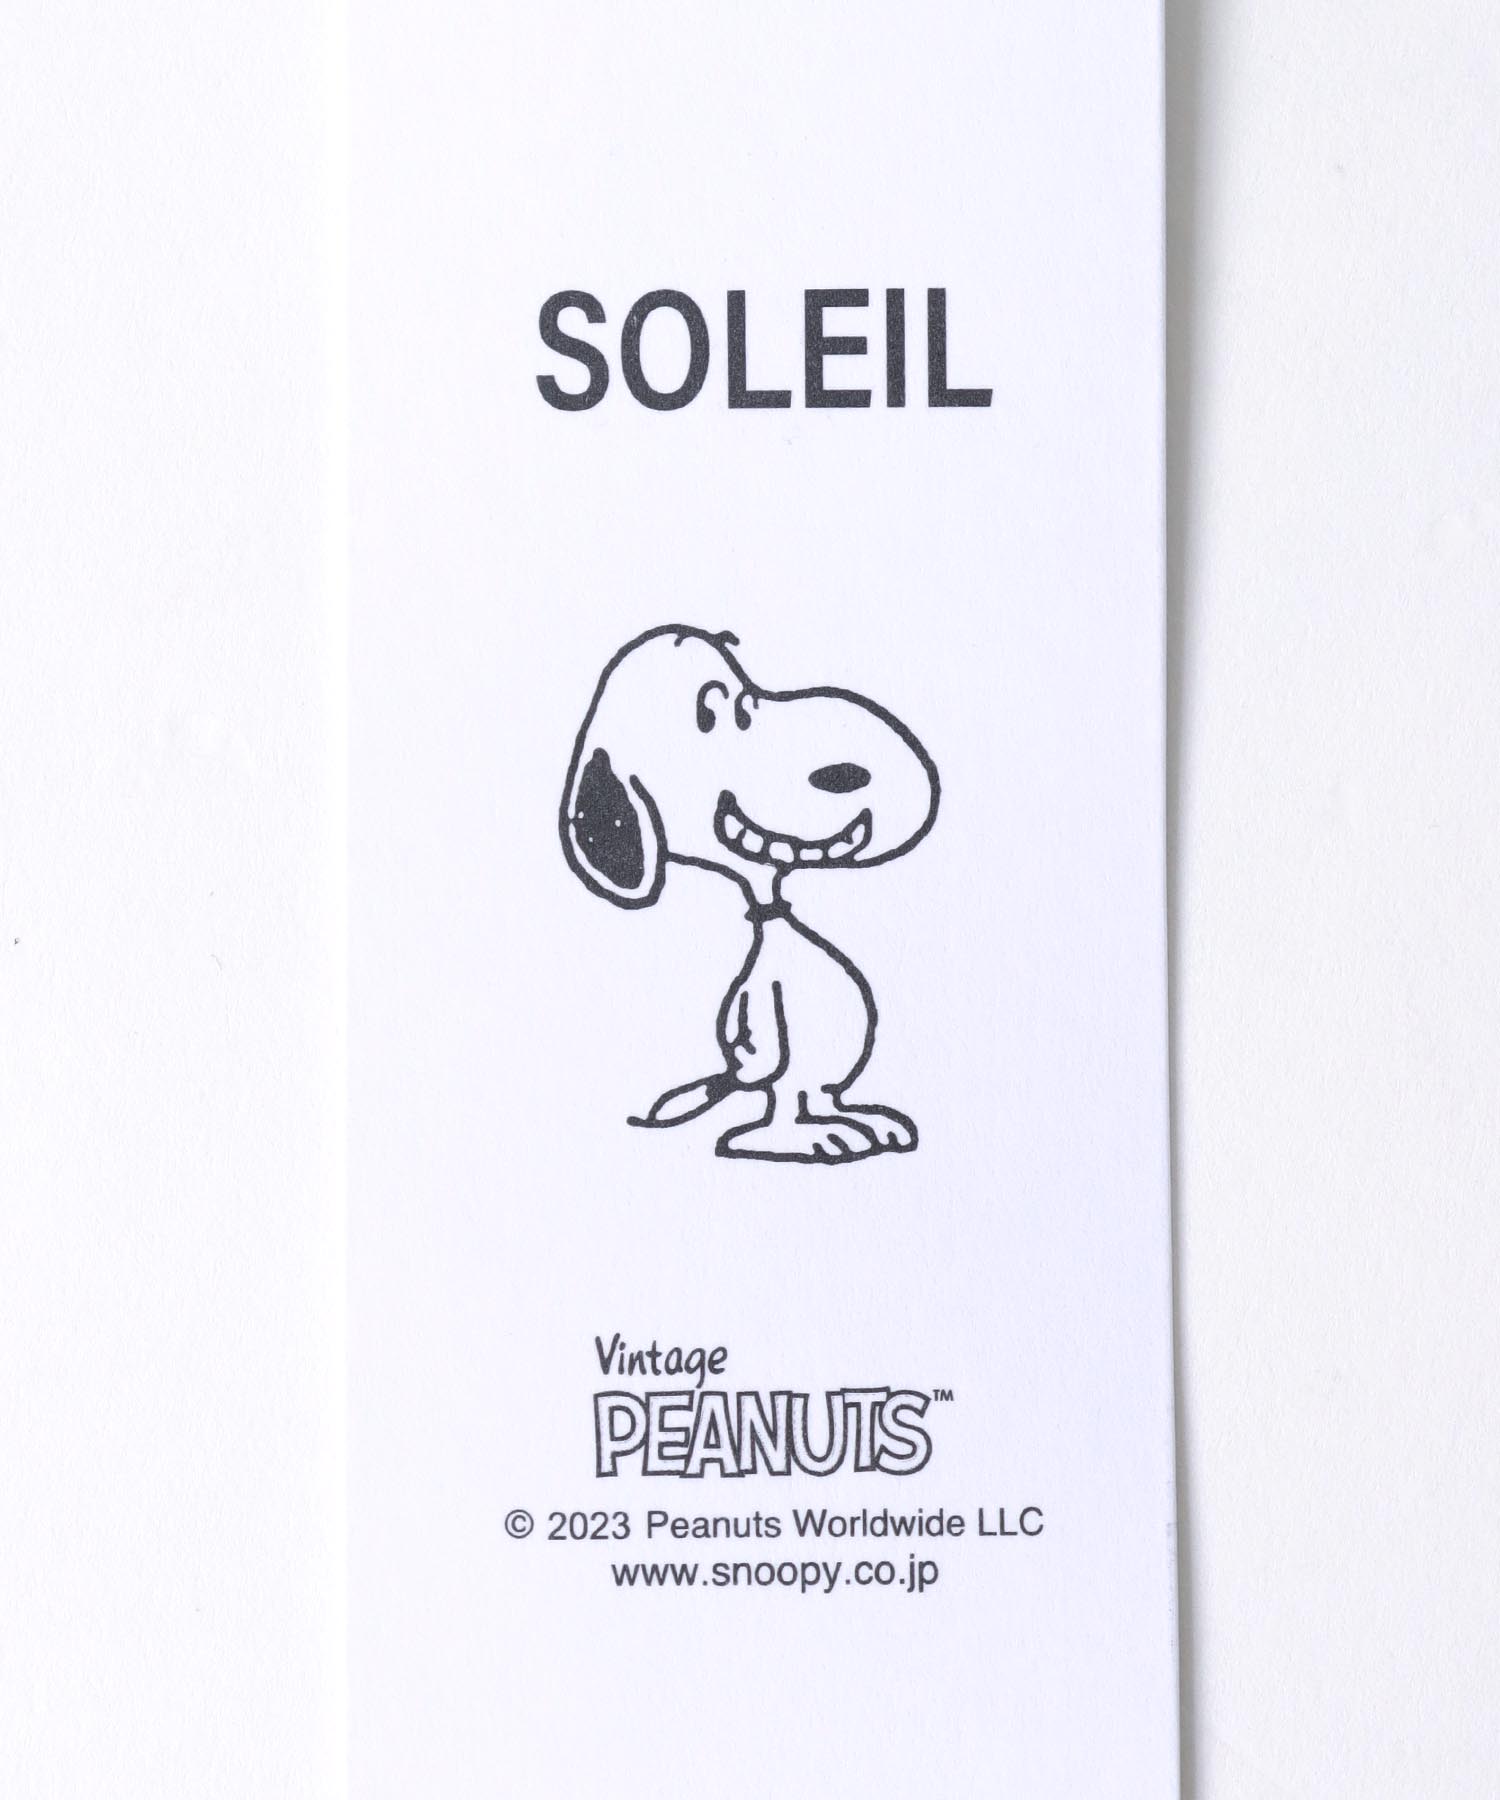 SOLEIL
Vintage
PEANUTS™
© 2023 Peanuts Worldwide LLC
www.snoopy.co.jp